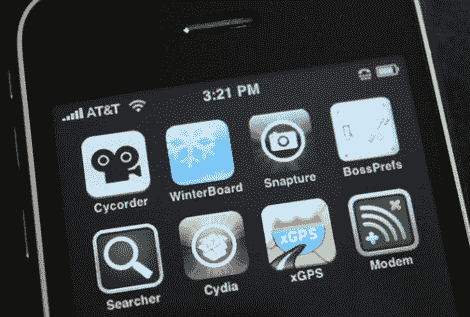 AT&T 3:21 PM
Cycorder WinterBoard Snapture BossPrefs
xGPS
Searcher Cydia xGPS Modem